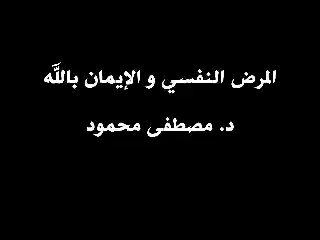 المرض النفسي و الإيمان بالله
د. مصطفى محمود